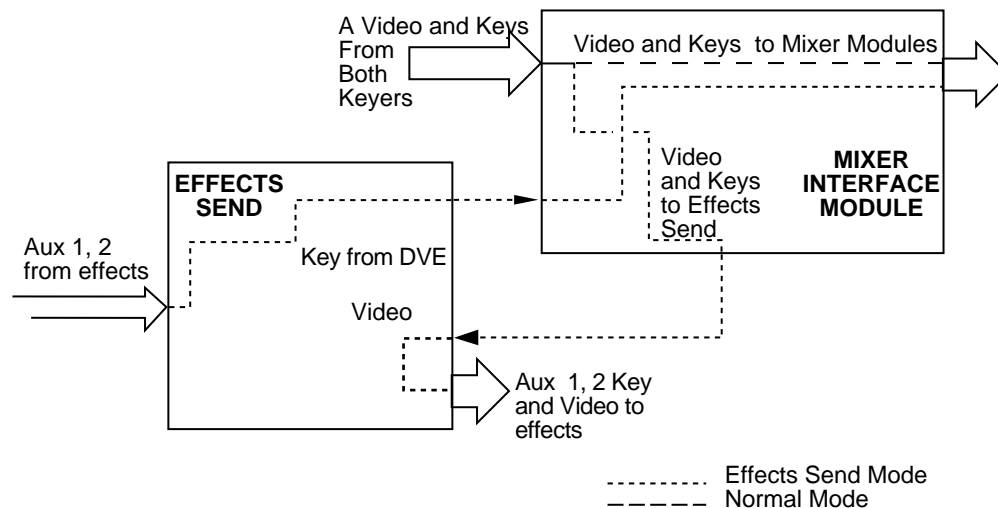 A Video and Keys
From
Both
Keyers
Video and Keys to Mixer Modules
Video
and Keys
to Effects
Send
MIXER
INTERFACE
MODULE
EFFECTS
SEND
Key from DVE
Aux 1, 2
from effects
Video
Aux 1, 2 Key
and Video to
effects
Effects Send Mode
Normal Mode